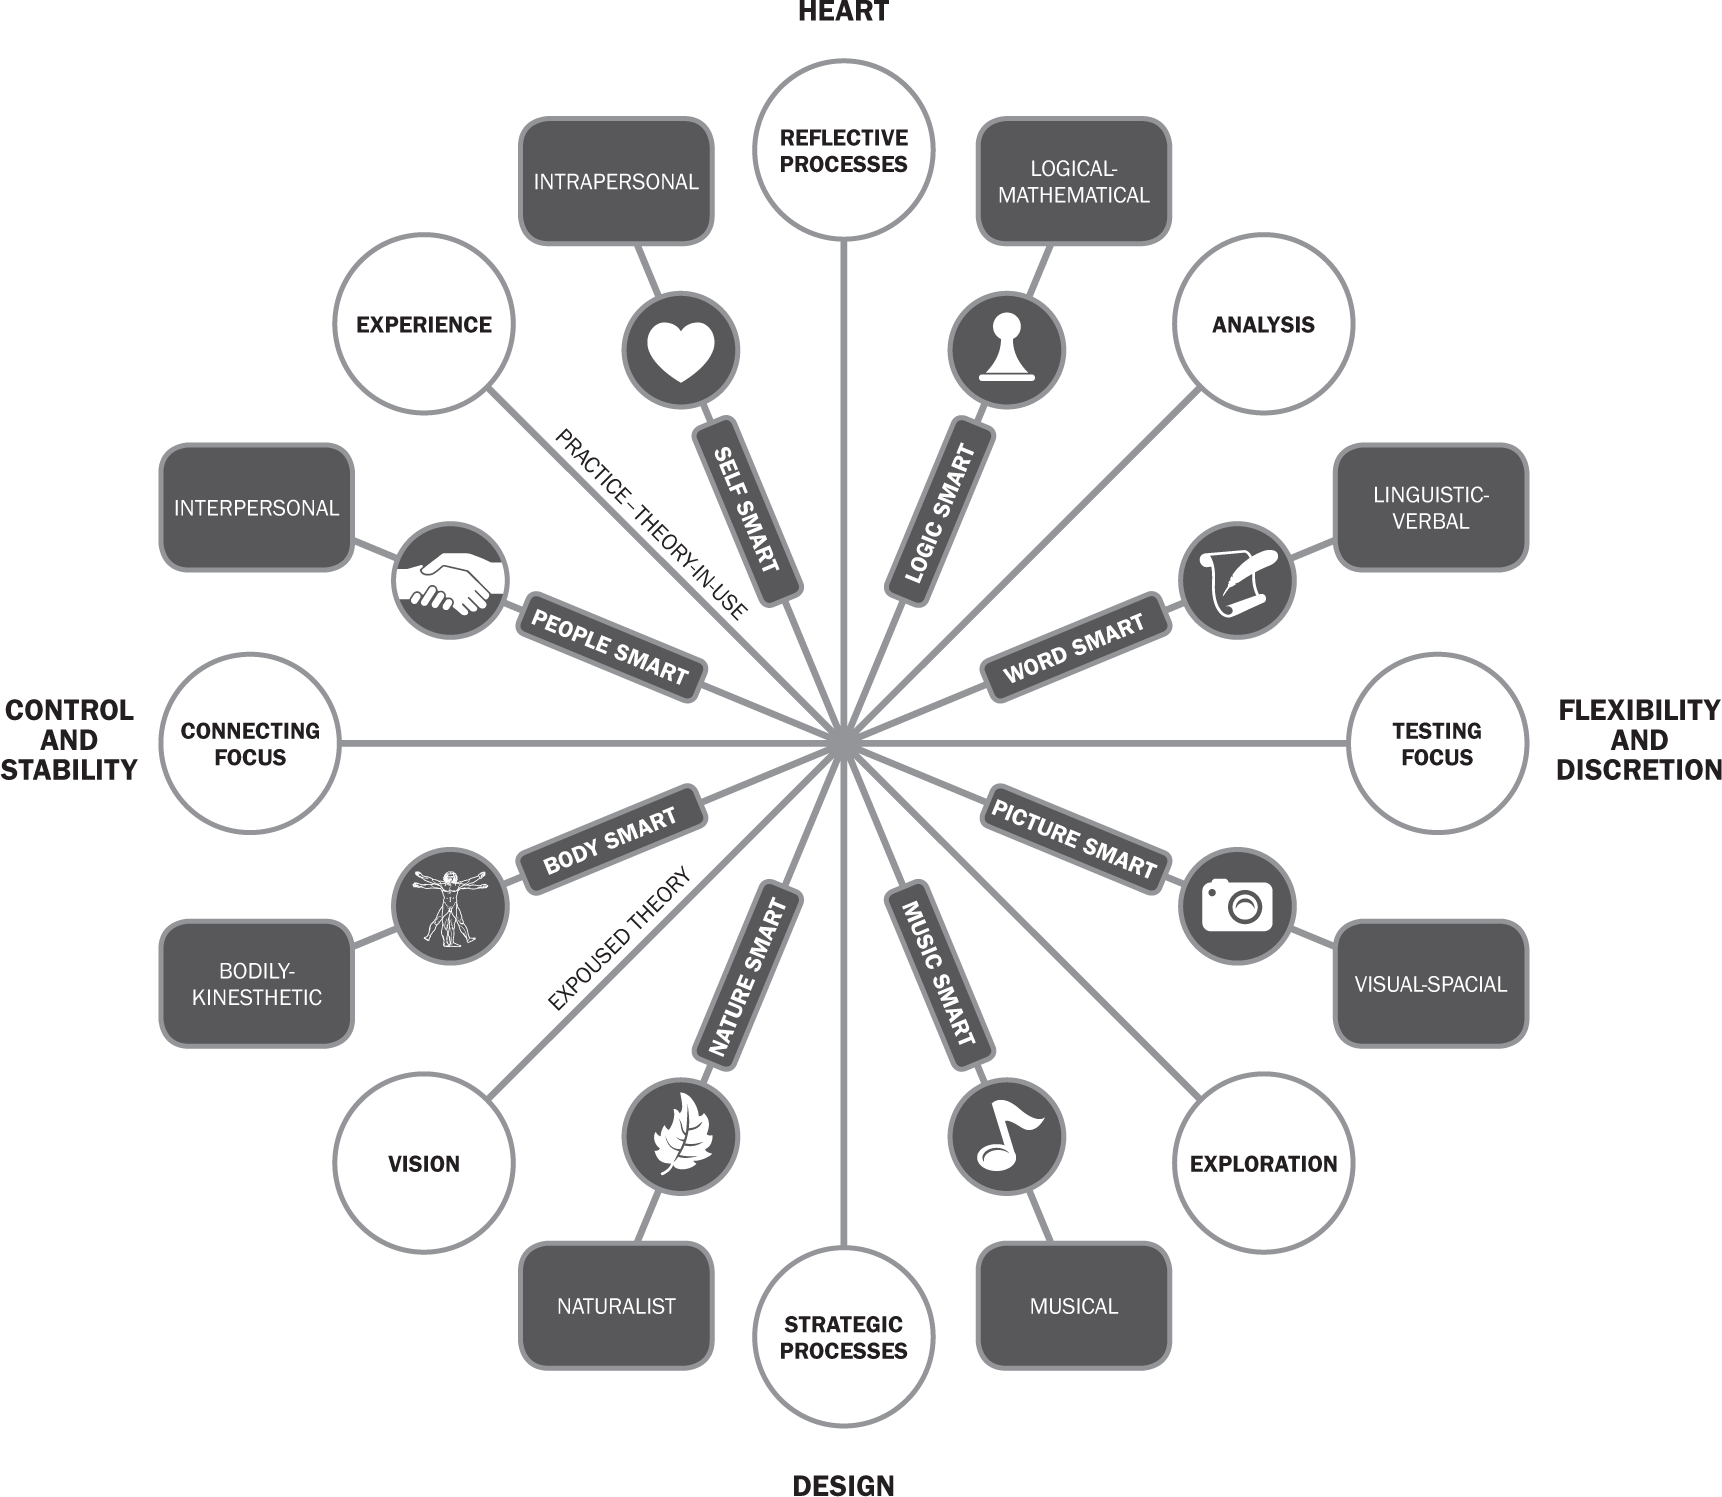 HEART
REFLECTIVE
PROCESSES
INTRAPERSONAL
LOGICAL-
MATHEMATICAL
EXPERIENCE
ANALYSIS
SELF SMART
LOGIC SMART
PRACTICE – THEORY-IN-USE
INTERPERSONAL
LINGUISTIC-
VERBAL
PEOPLE SMART
WORD SMART
CONTROL
AND
STABILITY
CONNECTING
FOCUS
TESTING
FOCUS
FLEXIBILITY
AND
DISCRETION
BODY SMART
PICTURE SMART
EXPOUSED THEORY
NATURE SMART
MUSIC SMART
BODILY-
KINESTHETIC
VISUAL-SPACIAL
VISION
EXPLORATION
NATURALIST
MUSICAL
STRATEGIC
PROCESSES
DESIGN